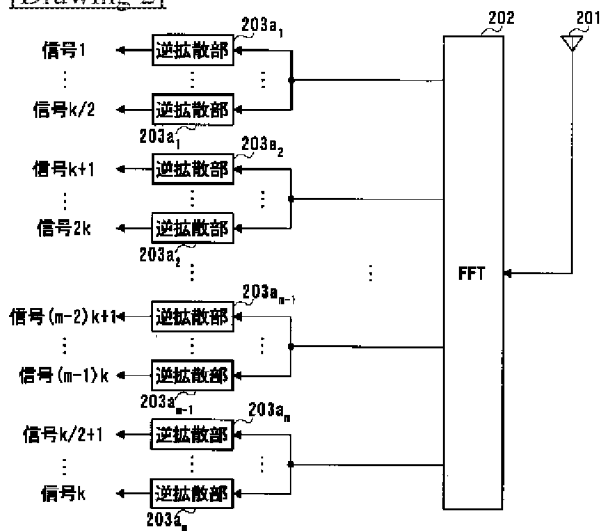 [Drawing 2]
203a1
202
201
信号1
逆拡散部
信号k/2
逆拡散部
203a1
203a2
信号k+1
逆拡散部
信号2k
逆拡散部
203a2
FFT
203am-1
信号(m-2)k+1
逆拡散部
信号(m-1)k
逆拡散部
203am-1
203am
信号k/2+1
逆拡散部
信号k
逆拡散部
203am